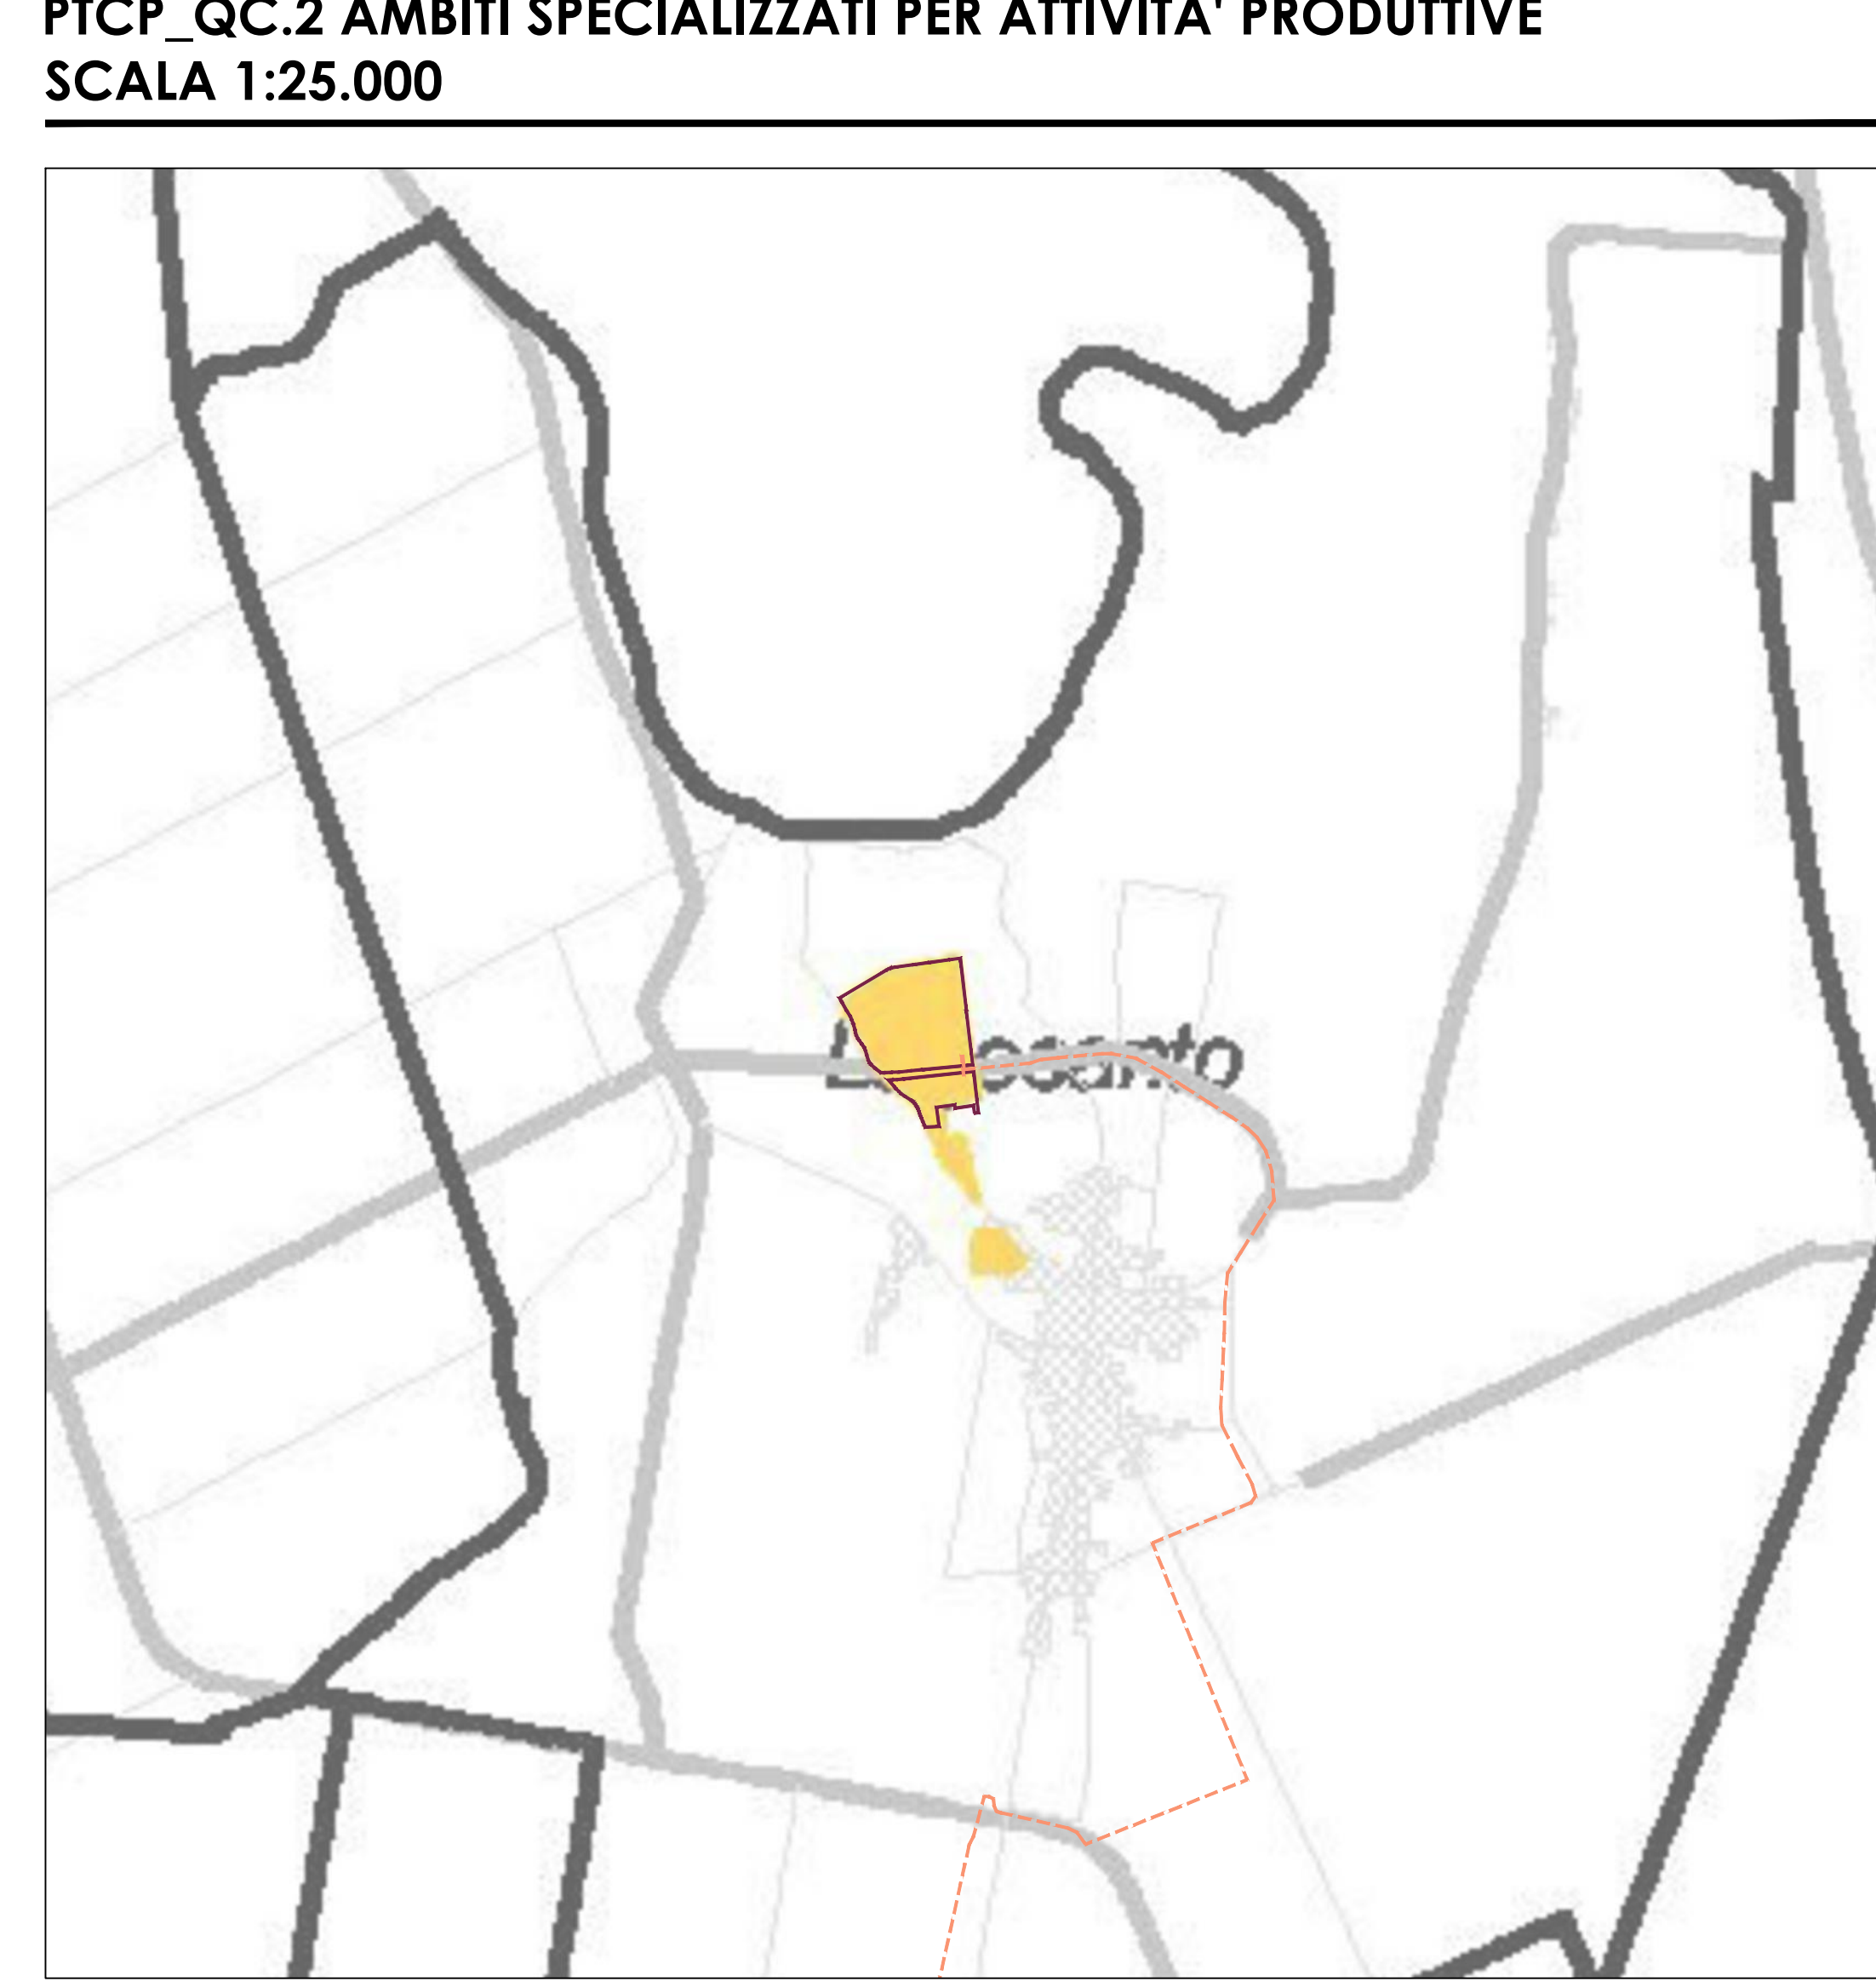 PTCP_QC.2 AMBITI SPECIALIZZATI PER ATTIVITA' PRODUTTIVE
SCALA 1:25.000